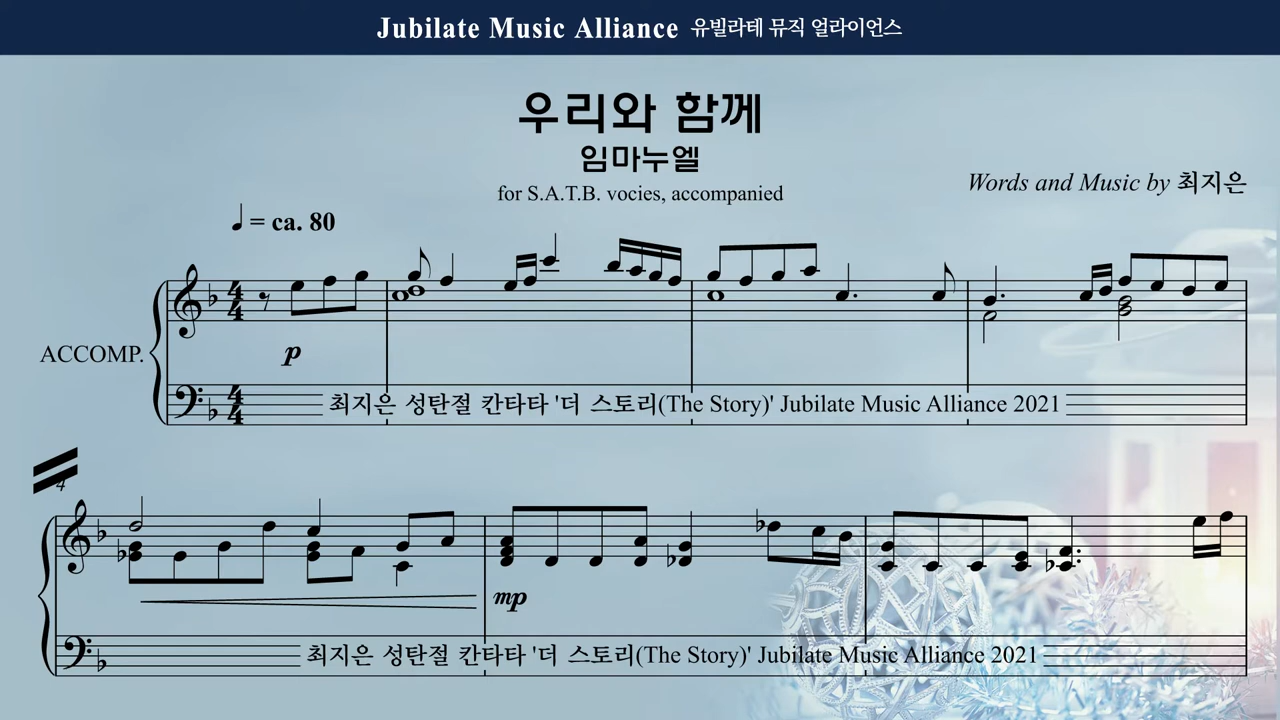 Jubilate Music Alliance 유빌라테 뮤직 얼라이언스
우리와 함께
임마누엘
for S.A.T.B. vocies, accompanied
Words and Music by 최지은
♩ = ca. 80
4
4
ACCOMP.
p
4
4
최지은 성탄절 칸타타 '더 스토리(The Story)' Jubilate Music Alliance 2021
4
mp
최지은 성탄절 칸타타 '더 스토리(The Story)' Jubilate Music Alliance 2021